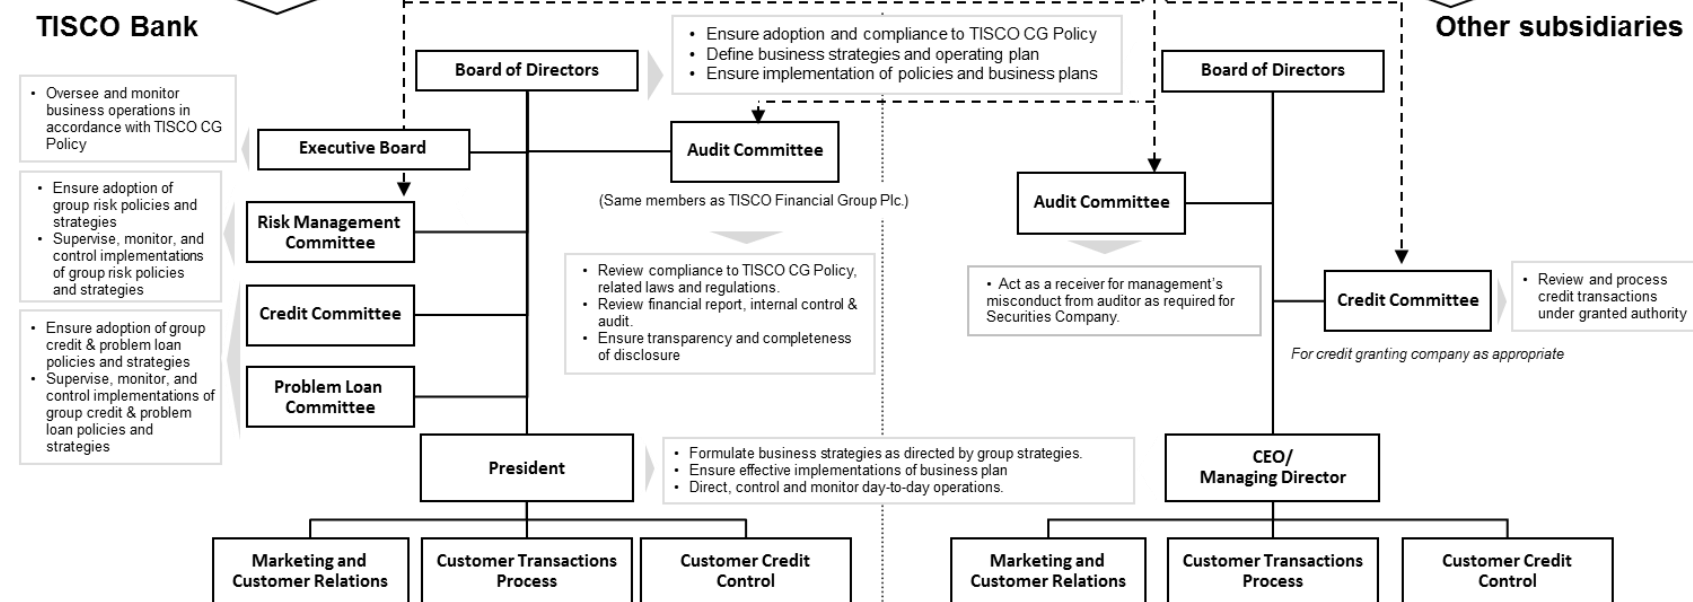 TISCO Bank
Other subsidiaries
Board of Directors
• Ensure adoption and compliance to TISCO CG Policy
• Define business strategies and operating plan
• Ensure implementation of policies and business plans
Board of Directors
• Oversee and monitor
business operations in
accordance with TISCO CG
Policy
Executive Board
Audit Committee
(Same members as TISCO Financial Group Plc.)
Audit Committee
• Ensure adoption of
group risk policies and
strategies
• Supervise, monitor, and
control implementations
of group risk policies
and strategies
Risk Management
Committee
• Review compliance to TISCO CG Policy,
related laws and regulations.
• Review financial report, internal control &
audit.
• Ensure transparency and completeness
of disclosure
• Act as a receiver for management's
misconduct from auditor as required for
Securities Company.
Credit Committee
• Review and process
credit transactions
under granted authority
For credit granting company as appropriate
Credit Committee
• Ensure adoption of group
credit & problem loan
policies and strategies
• Supervise, monitor, and
control implementations of
group credit & problem
loan policies and
strategies
Problem Loan
Committee
President
• Formulate business strategies as directed by group strategies.
• Ensure effective implementations of business plan
• Direct, control and monitor day-to-day operations.
CEO/
Managing Director
Marketing and
Customer Relations
Customer Transactions
Process
Customer Credit
Control
Marketing and
Customer Relations
Customer Transactions
Process
Customer Credit
Control